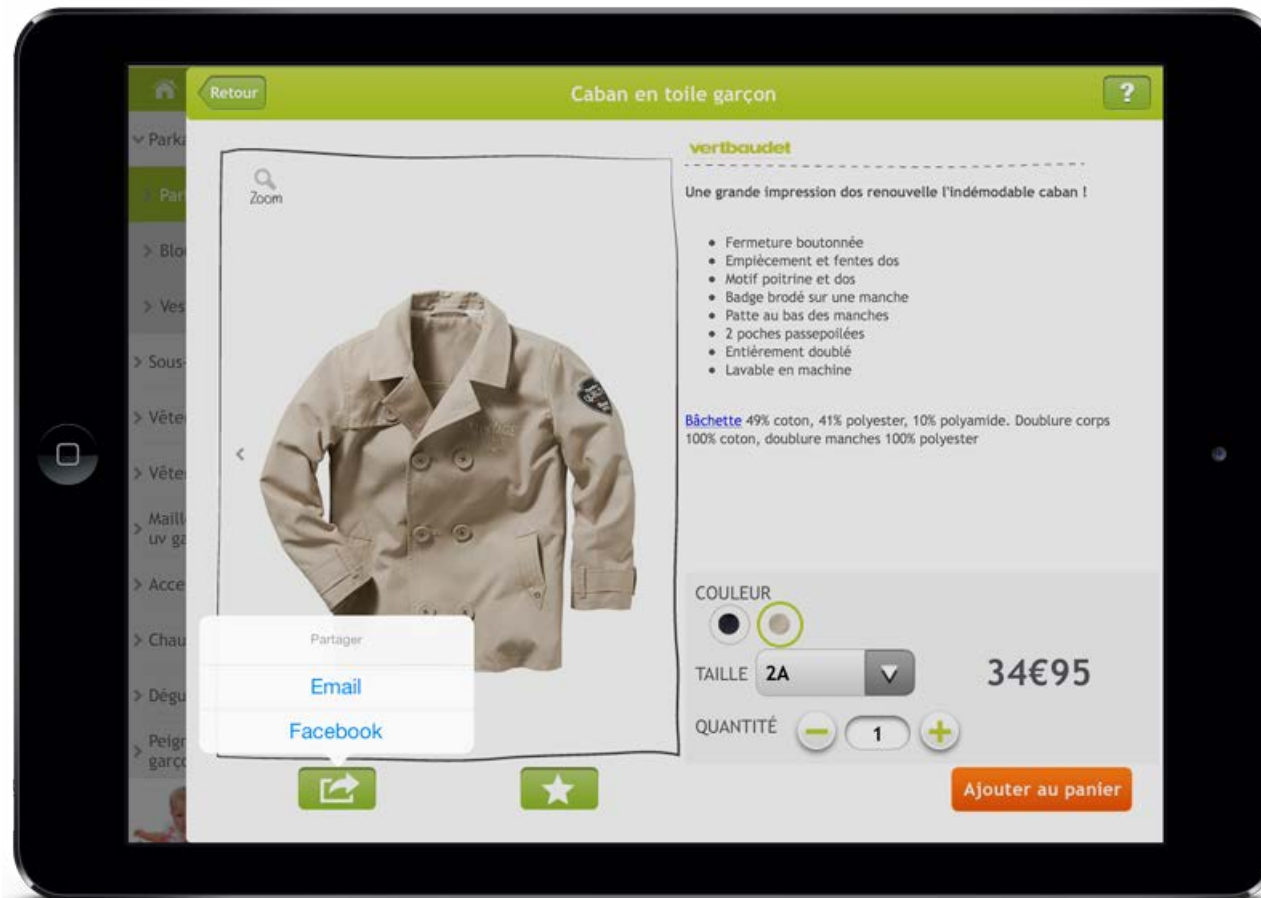 Retour
Caban en toile garçon
?
Zoom
vertbaudet
Une grande impression dos renouvelle l'indémodable caban !
Fermeture boutonnée
Empiècement et fentes dos
Motif poitrine et dos
Badge brodé sur une manche
Patte au bas des manches
2 poches passepoilées
Entièrement doublé
Lavable en machine
Bâchette 49% coton, 41% polyester, 10% polyamide. Doublure corps
100% coton, doublure manches 100% polyester
COULEUR
TAILLE 2A
34€95
QUANTITÉ 1
Partager
Email
Facebook
Ajouter au panier